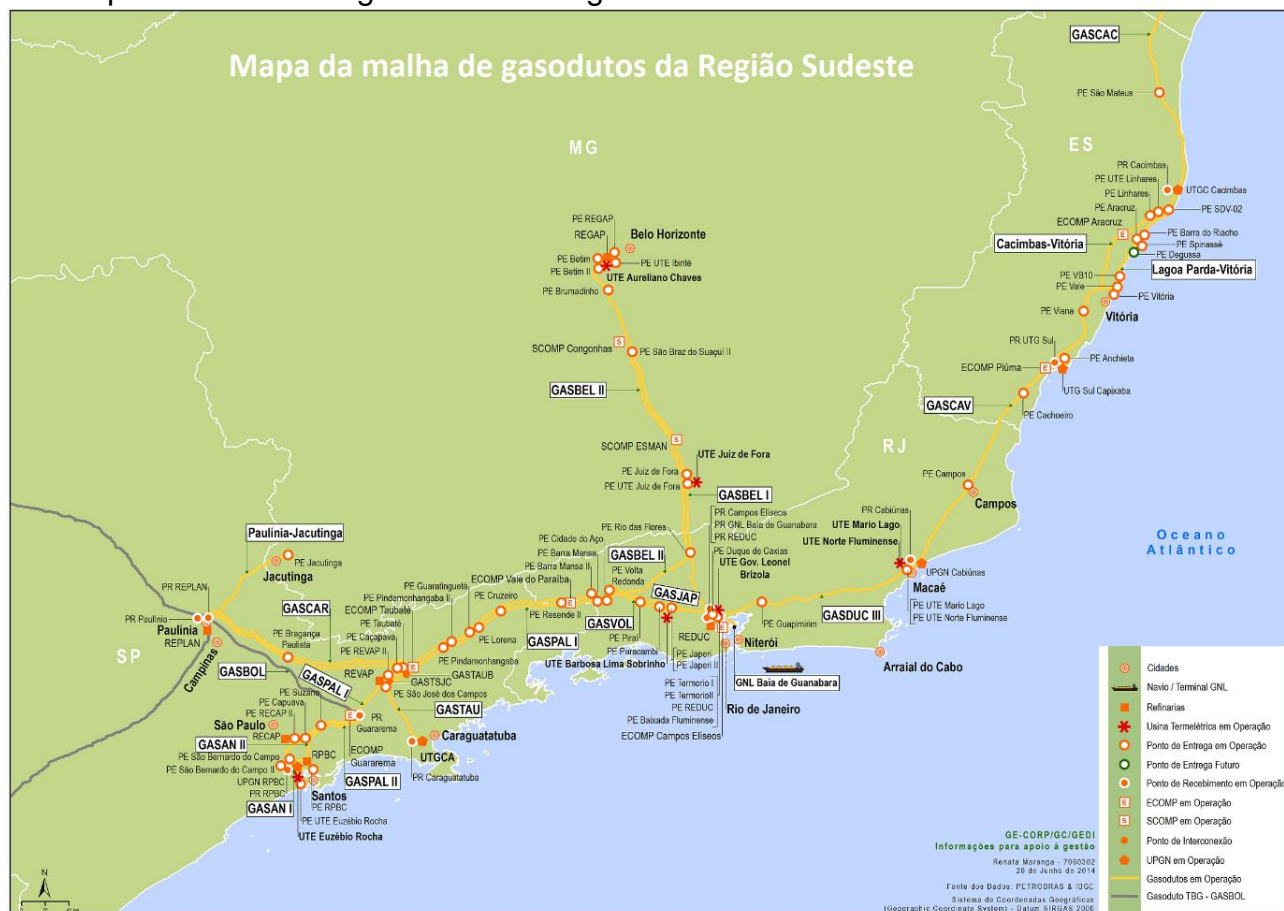 Mapa da malha de gasodutos da Região Sudeste
GASCAC
PE São Mateus
ES
MG
PR Cacimbas
UTGC Cacimbas
PE UTE Linhares
PE Linhares
PE SDV-02
PE Aracruz
ECOMP Aracruz
PE Barra do Riacho
PE Spinassé
PE Degussa
Cacimbas-Vitória
Lagoa Parda-Vitória
PE VB10
PE Vale
PE Vitória
Vitória
PE Viana
PR UTG Sul
PE Anchieta
ECOMP Piúma
UTG Sul Capixaba
GASCAV
PE Cachoeiro
PE REGAP
REGAP
Belo Horizonte
PE Betim
PE UTE Ibirité
PE Betim II
UTE Aureliano Chaves
PE Brumadinho
SCOMP Congonhas
PE São Braz do Suaçuí II
GASBEL II
SCOMP ESMAN
UTE Juiz de Fora
PE Juiz de Fora
PE UTE Juiz de Fora
GASBEL I
RJ
PE Campos
Campos
PR Cabiúnas
UTE Mario Lago
UTE Norte Fluminense
UPGN Cabiúnas
Macaé
PE UTE Mario Lago
PE UTE Norte Fluminense
Oceano
Atlântico
PR Campos Elíseos
PR GNL Baia de Guanabara
PR REDUC
PE Duque de Caxias
UTE Gov. Leonel
Brizola
PE Rio das Flores
PE Cidade do Aço
PE Barra Mansa
PE Barra Mansa II
GASBEL II
PE Volta
Redonda
GASJAP
GASDUC III
PE Guapimirim
Paulínia-Jacutinga
PE Jacutinga
Jacutinga
PR REPLAN
PR Paulínia
Paulínia
REPLAN
Campinas
SP
PE Guaratinguetá
PE Pindamonhangaba II
ECOMP Vale do Paraíba
PE Cruzeiro
GASCAR
ECOMP Taubaté
PE Taubaté
PE Caçapava
PE REVAP II
PE Resende II
PE Lorena
GASPAL I
GASVOL
PE Piraí
PE Paracambi
UTE Barbosa Lima Sobrinho
PE Japeri
PE Japeri II
REDUC
Niterói
Arraial do Cabo
PE Bragança
Paulista
GASBOL
PE Pindamonhangaba
GASTAUB
REVAP
GASTSJC
PE São José dos Campos
GASPAL I
GASTAU
PE Suzano
PE Capuava
PE RECAP II
São Paulo
RECAP
GASAN II
PR
Guararema
ECOMP
Guararema
Caraguatatuba
UTGCA
PR Caraguatatuba
PE Termorio I
PE TermorioII
PE REDUC
PE Baixada Fluminense
ECOMP Campos Elíseos
GNL Baia de Guanabara
Rio de Janeiro
PE São Bernardo do Campo
PE São Bernardo do Campo II
RPBC
UPGN RPBC
PR RPBC
GASPAL II
Santos
PE RPBC
GASAN I
PE UTE Euzébio Rocha
UTE Euzébio Rocha
Cidades
Navio / Terminal GNL
Refinarias
Usina Termelétrica em Operação
Ponto de Entrega em Operação
Ponto de Entrega Futuro
Ponto de Recebimento em Operação
ECOMP em Operação
SCOMP em Operação
Ponto de Interconexão
UPGN em Operação
Gasodutos em Operação
Gasoduto TBG - GASBOL
GE-CORP/GC/GEDI
Informações para apoio à gestão
Renata Maranga - 7060302
20 de Junho de 2014
Fonte dos Dados: PETROBRAS & IBGE
Sistema de Coordenadas Geográficas
(Geographic Coordinate System) - Datum SIRGAS 2000
N